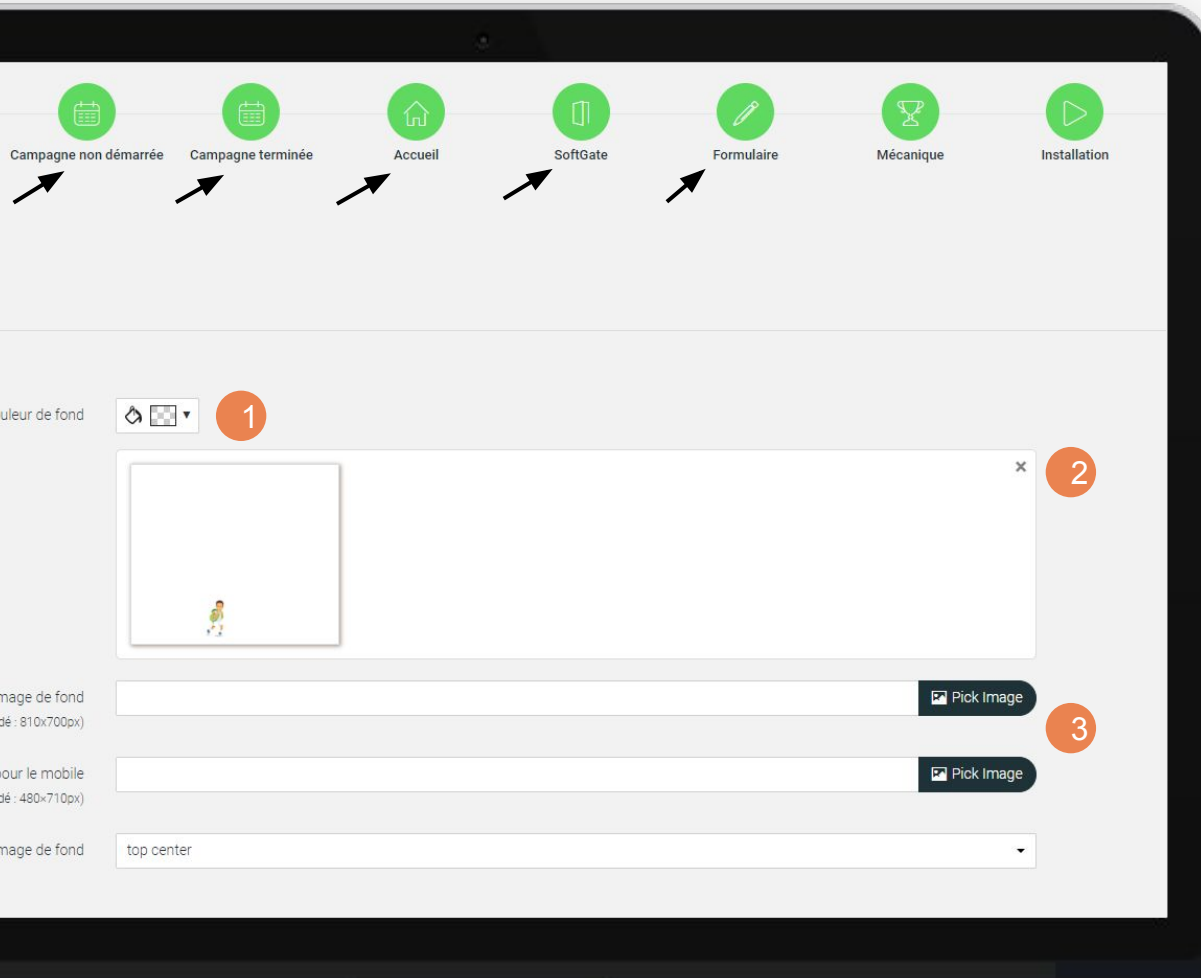 Campagne non démarrée Campagne terminée Accueil SoftGate Formulaire Mécanique Installation
uleur de fond 1
2
mage de fond Pick Image
dé : 810x700px)
3
pour le mobile Pick Image
dé : 480×710px)
mage de fond top center